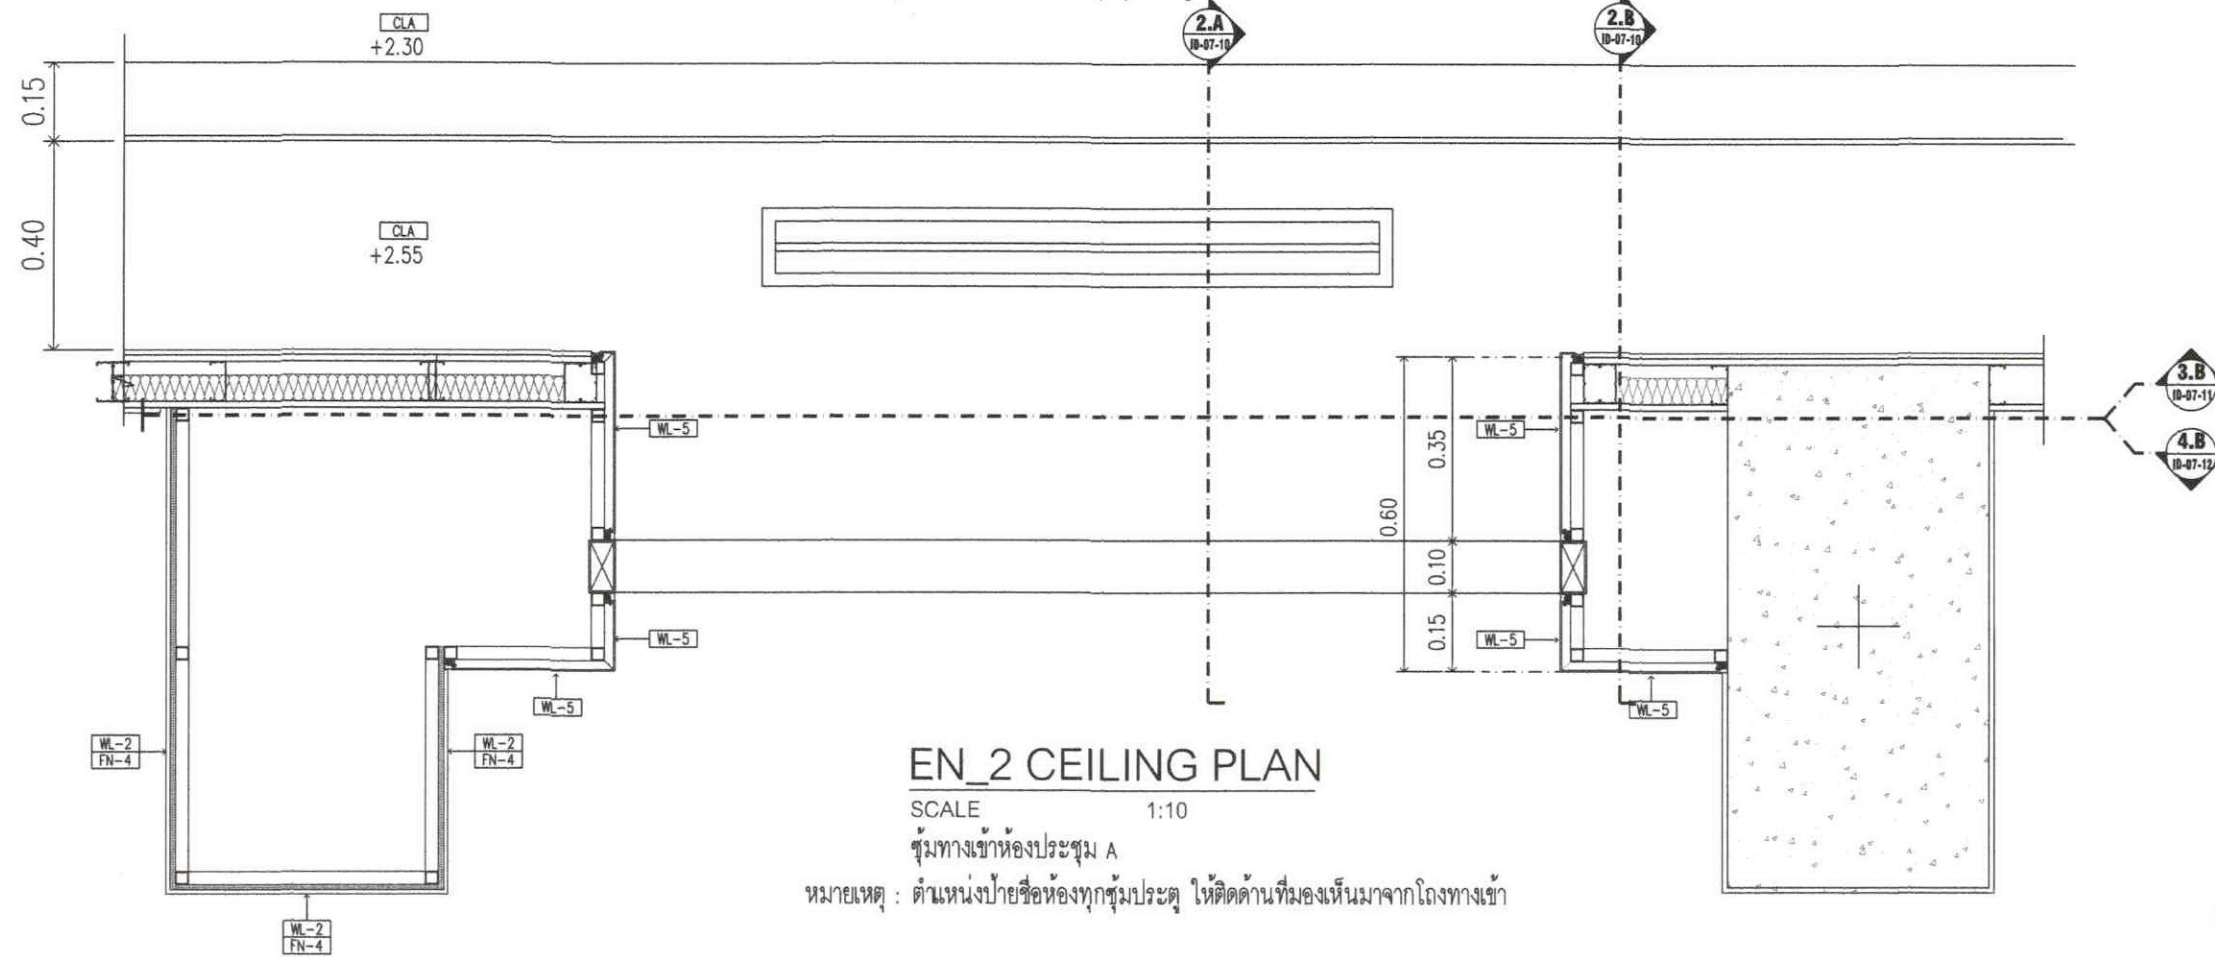 CLA
+2.30
2.A
ID-07-10
2.B
ID-07-10
0.15
0.40
CLA
+2.55
3.B
ID-07-11
4.B
ID-07-12
WL-5
WL-5
0.35
0.60
0.10
0.15
WL-5
WL-5
WL-5
WL-5
WL-2
FN-4
WL-2
FN-4
WL-2
FN-4
EN_2 CEILING PLAN
SCALE 1:10
ซุ้มทางเข้าห้องประชุม A
หมายเหตุ : ตำแหน่งป้ายชื่อห้องทุกซุ้มประตู ให้ติดด้านที่มองเห็นมาจากโถงทางเข้า